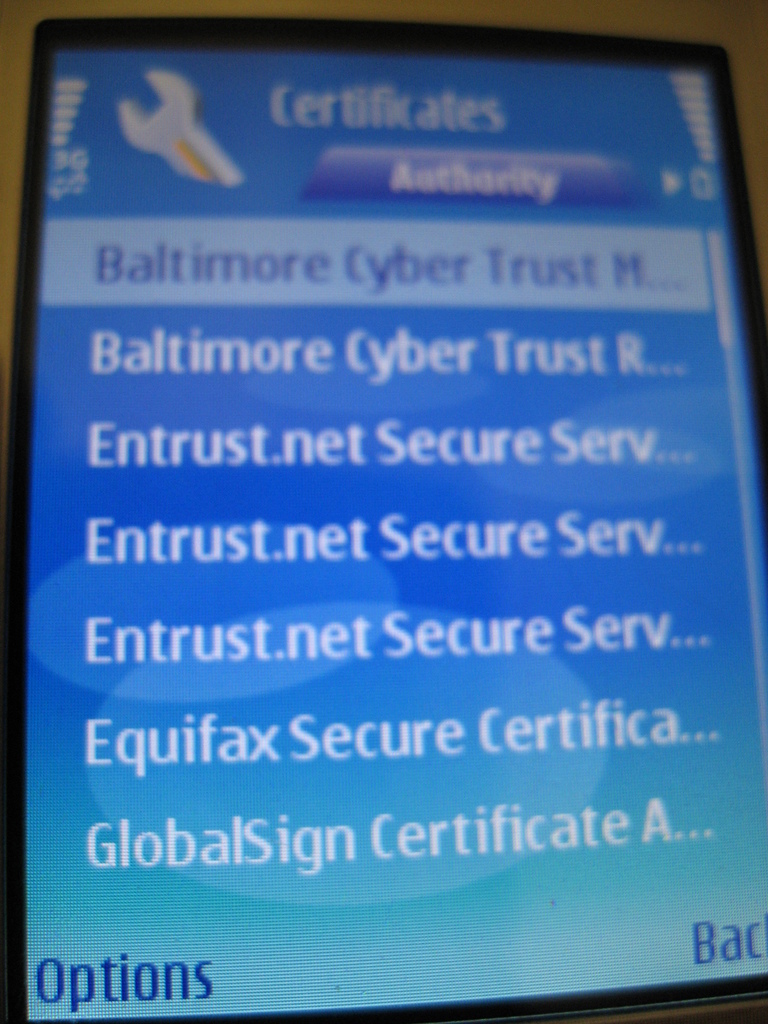 Certificates
Authority
Baltimore Cyber Trust M...
Baltimore Cyber Trust R...
Entrust.net Secure Serv...
Entrust.net Secure Serv...
Entrust.net Secure Serv...
Equifax Secure Certifica...
GlobalSign Certificate A...
Options
Back